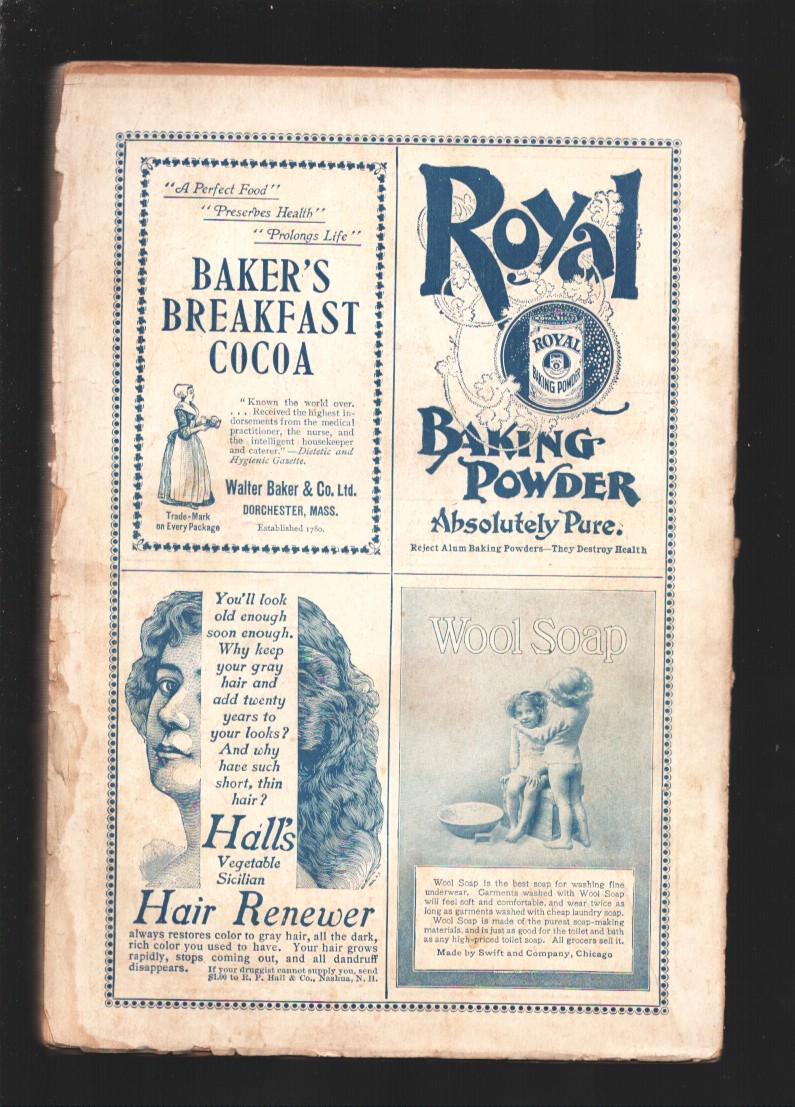 "A Perfect Food"
"Preserves Health"
"Prolongs Life"
BAKER'S
BREAKFAST
COCOA
"Known the world over.
. . . Received the highest in-
dorsements from the medical
practitioner, the nurse, and
the intelligent housekeeper
and caterer."—Dietetic and
Hygienic Gazette.
Walter Baker & Co. Ltd.
DORCHESTER, MASS.
Established 1780.
Trade-Mark
on Every Package
Royal
ROYAL
BAKING POWDER
BAKING
POWDER
Absolutely Pure.
Reject Alum Baking Powders—They Destroy Health
You'll look
old enough
soon enough.
Why keep
your gray
hair and
add twenty
years to
your looks?
And why
have such
short, thin
hair?
Hall's
Vegetable
Sicilian
Hair Renewer
always restores color to gray hair, all the dark,
rich color you used to have. Your hair grows
rapidly, stops coming out, and all dandruff
disappears. If your druggist cannot supply you, send
$1.00 to R. P. Hall & Co., Nashua, N. H.
Wool Soap
Wool Soap is the best soap for washing fine
underwear. Garments washed with Wool Soap
will feel soft and comfortable, and wear twice as
long as garments washed with cheap laundry soap.
Wool Soap is made of the purest soap-making
materials, and is just as good for the toilet and bath
as any high-priced toilet soap. All grocers sell it.
Made by Swift and Company, Chicago